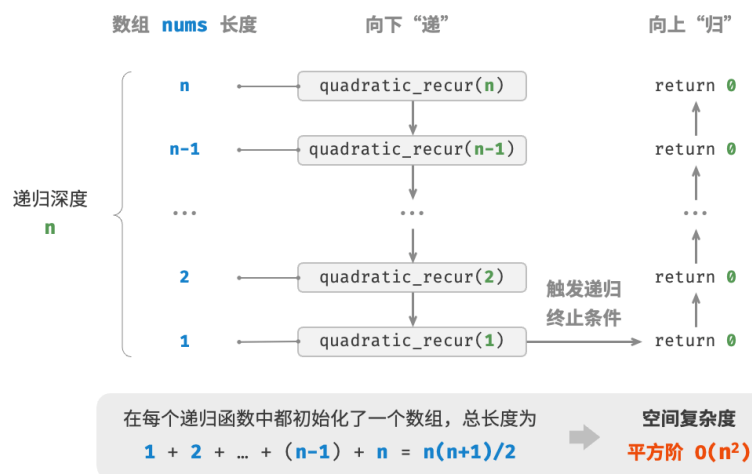 数组 nums 长度 向下“递” 向上“归”
n quadratic_recur(n) return 0
n-1 quadratic_recur(n-1) return 0
递归深度
n
... ... ...
2 quadratic_recur(2) return 0
触发递归
终止条件
1 quadratic_recur(1) return 0
在每个递归函数中都初始化了一个数组，总长度为
1 + 2 + … + (n-1) + n = n(n+1)/2
空间复杂度
平方阶 O(n²)